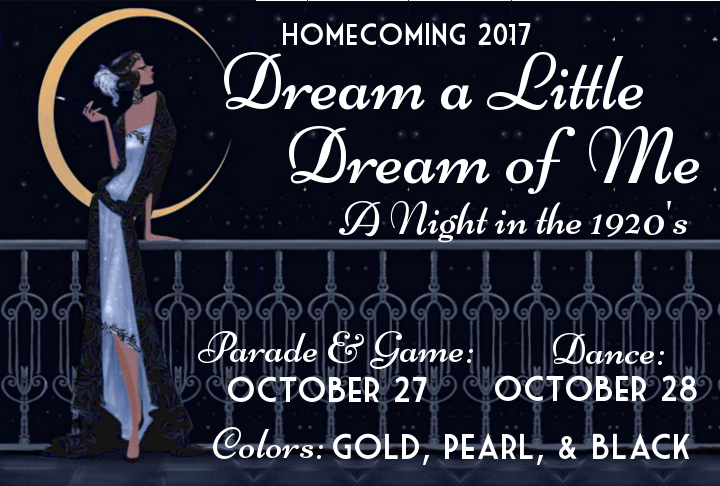 HOMECOMING 2017
Dream a Little
Dream of Me
A Night in the 1920's
Parade & Game:
OCTOBER 27
Dance:
OCTOBER 28
Colors: GOLD, PEARL, & BLACK